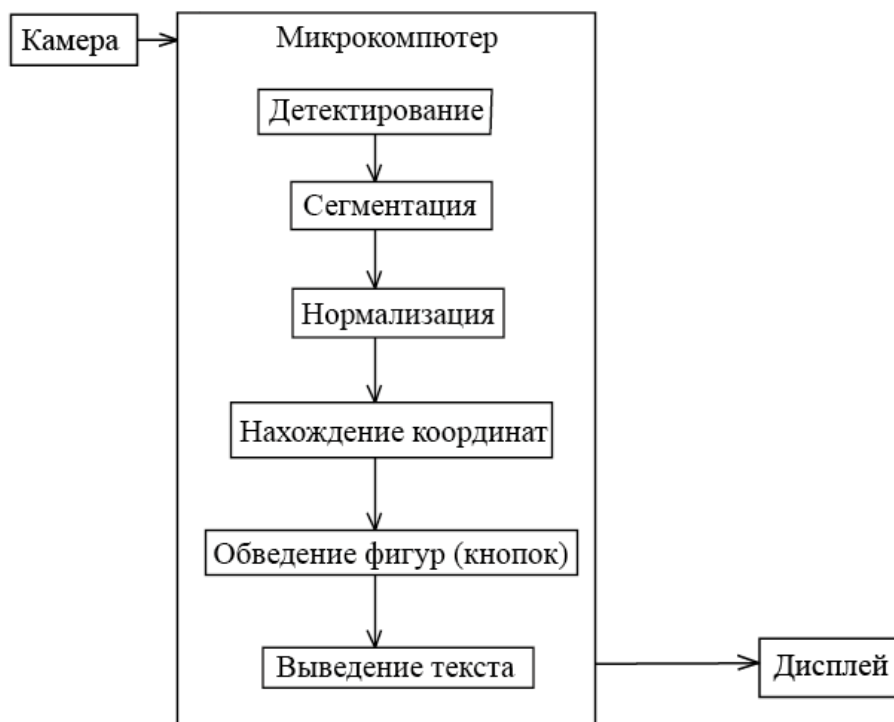 Камера
Микрокомпютер
Детектирование
Сегментация
Нормализация
Нахождение координат
Обведение фигур (кнопок)
Выведение текста
Дисплей